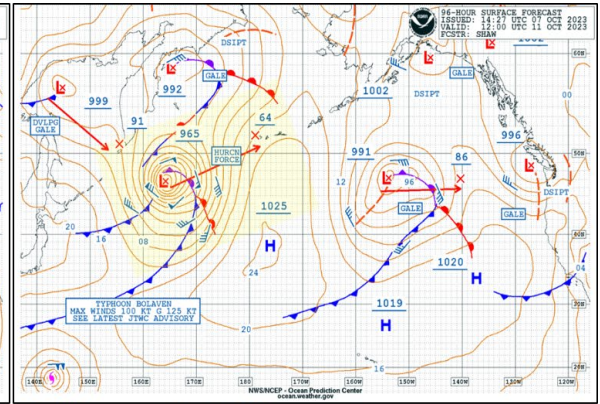 96-HOUR SURFACE FORECAST
ISSUED: 14:27 UTC 07 OCT 2023
VALID: 12:00 UTC 11 OCT 2023
FCSTR: SHAW
DSIPT
L
60N
992
GALE
1002
GALE
DSIPT
00
L
999
DVLPG
GALE
91
965
64
HURCN
FORCE
L
991
86
996
50N
L
12
96
L
DSIPT
GALE
GALE
1025
20
16
08
H
24
1020
H
04
TYPHOON BOLAVEN
MAX WINDS 100 KT G 125 KT
SEE LATEST JTWC ADVISORY
1019
H
20
16
140E
150E
160E
170E
180
170W
160W
150W
140W
130W
120W
NWS/NCEP - Ocean Prediction Center
ocean.weather.gov